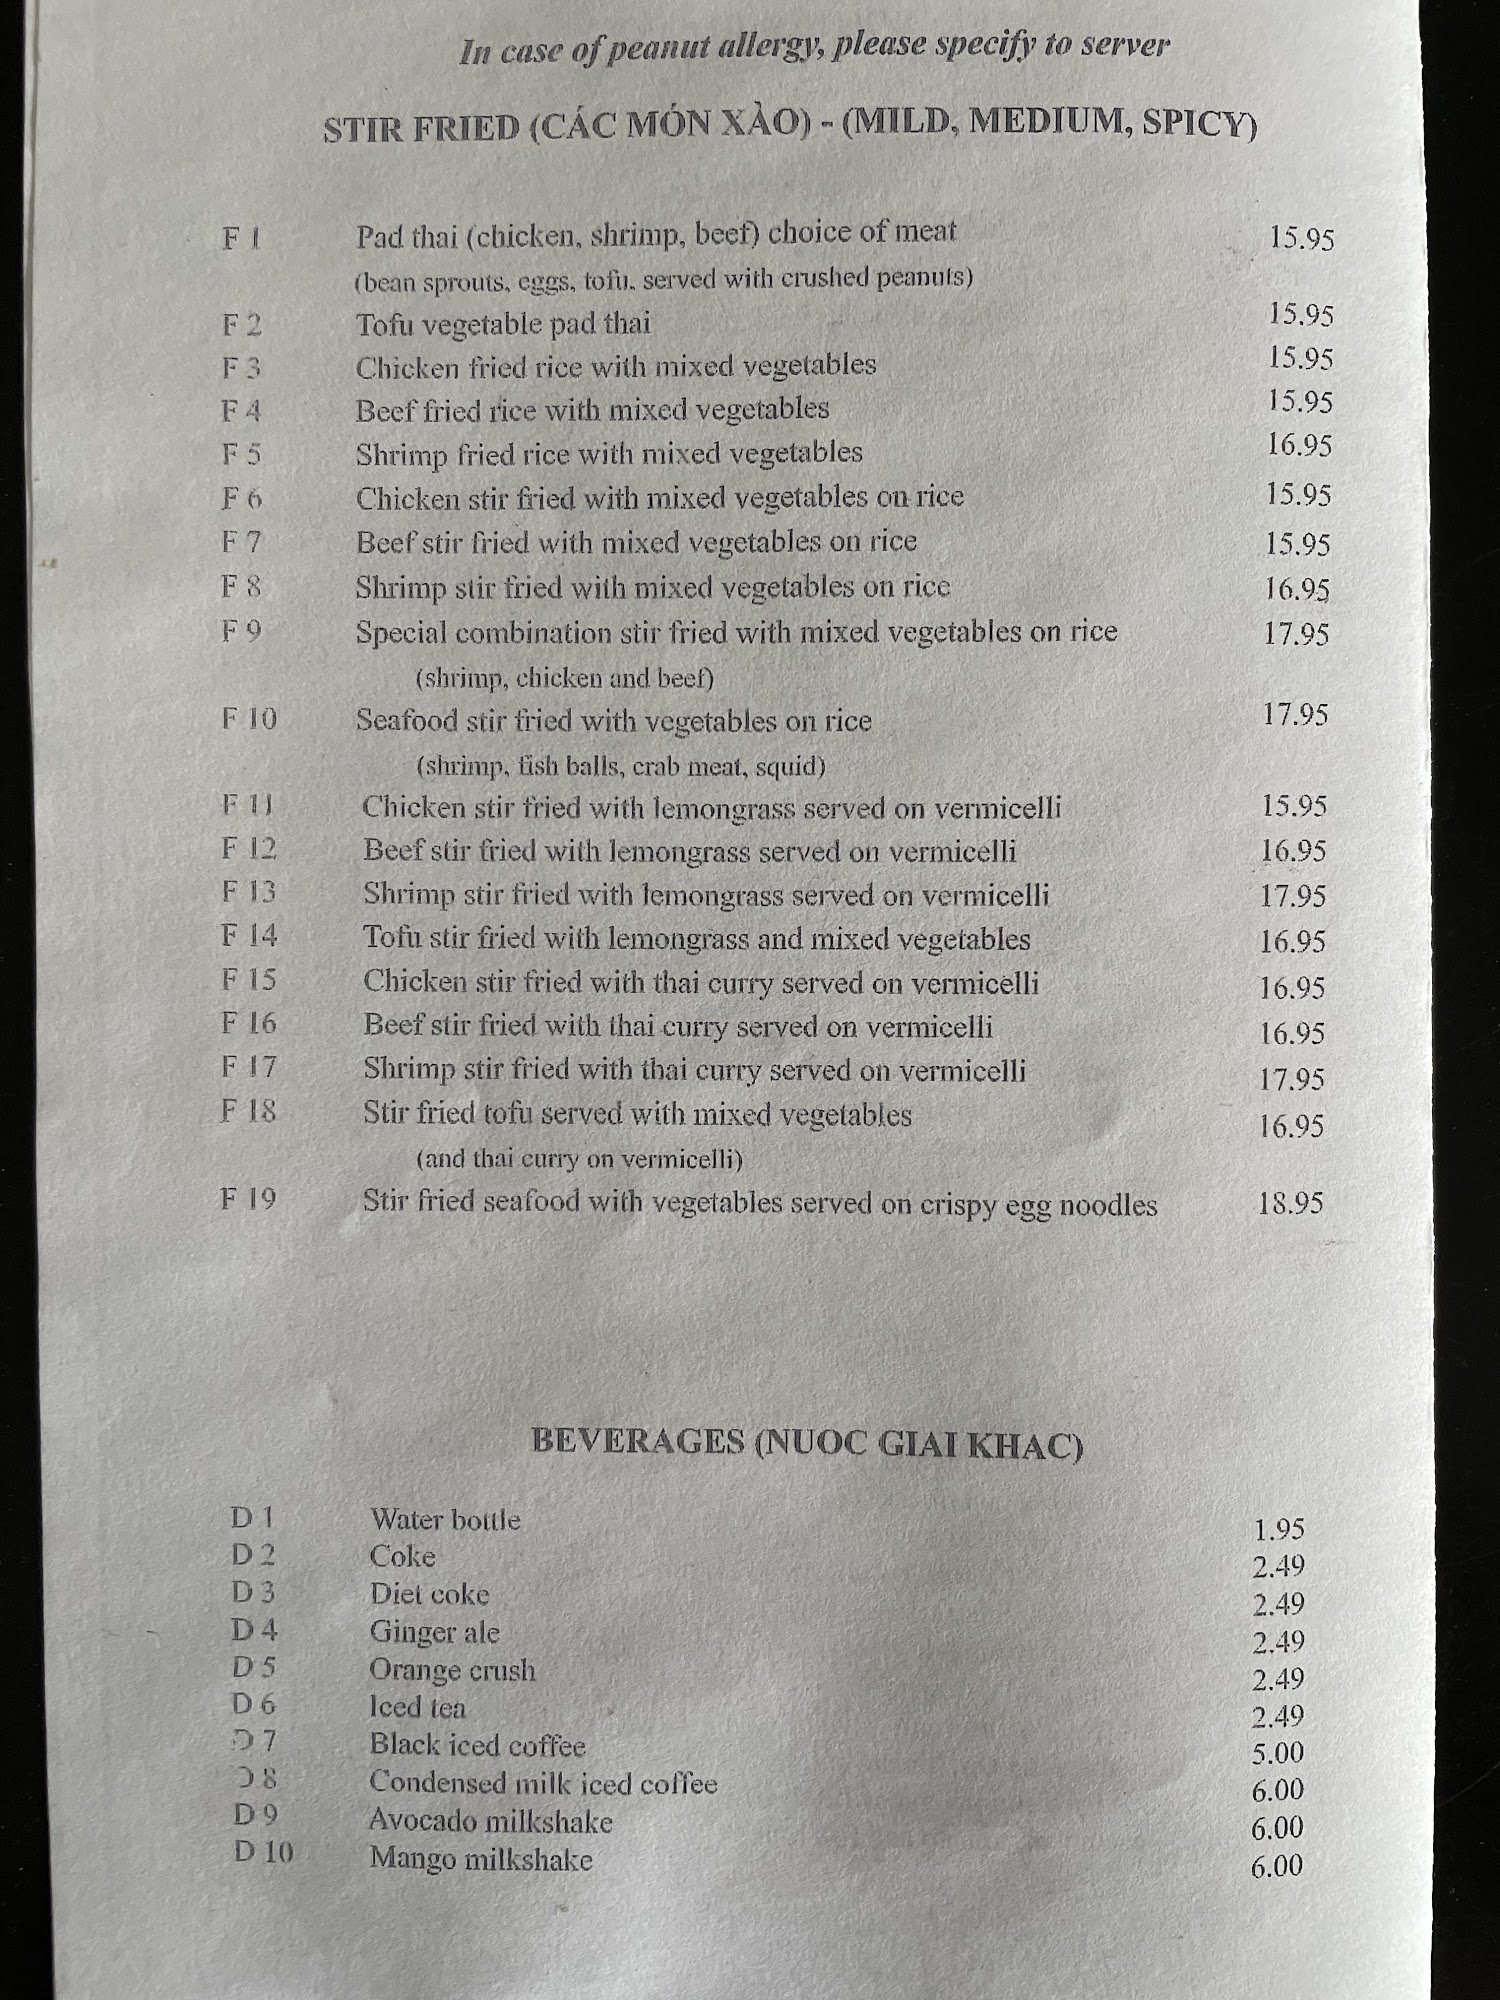 In case of peanut allergy, please specify to server
STIR FRIED (CÁC MÓN XÀO) - (MILD, MEDIUM, SPICY)
F 1 Pad thai (chicken, shrimp, beef) choice of meat 15.95
(bean sprouts, eggs, tofu, served with crushed peanuts)
F 2 Tofu vegetable pad thai 15.95
F 3 Chicken fried rice with mixed vegetables 15.95
F 4 Beef fried rice with mixed vegetables 15.95
F 5 Shrimp fried rice with mixed vegetables 16.95
F 6 Chicken stir fried with mixed vegetables on rice 15.95
F 7 Beef stir fried with mixed vegetables on rice 15.95
F 8 Shrimp stir fried with mixed vegetables on rice 16.95
F 9 Special combination stir fried with mixed vegetables on rice 17.95
(shrimp, chicken and beef)
F 10 Seafood stir fried with vegetables on rice 17.95
(shrimp, fish balls, crab meat, squid)
F 11 Chicken stir fried with lemongrass served on vermicelli 15.95
F 12 Beef stir fried with lemongrass served on vermicelli 16.95
F 13 Shrimp stir fried with lemongrass served on vermicelli 17.95
F 14 Tofu stir fried with lemongrass and mixed vegetables 16.95
F 15 Chicken stir fried with thai curry served on vermicelli 16.95
F 16 Beef stir fried with thai curry served on vermicelli 16.95
F 17 Shrimp stir fried with thai curry served on vermicelli 17.95
F 18 Stir fried tofu served with mixed vegetables 16.95
(and thai curry on vermicelli)
F 19 Stir fried seafood with vegetables served on crispy egg noodles 18.95
BEVERAGES (NUOC GIAI KHAC)
D 1 Water bottle 1.95
D 2 Coke 2.49
D 3 Diet coke 2.49
D 4 Ginger ale 2.49
D 5 Orange crush 2.49
D 6 Iced tea 2.49
D 7 Black iced coffee 5.00
D 8 Condensed milk iced coffee 6.00
D 9 Avocado milkshake 6.00
D 10 Mango milkshake 6.00